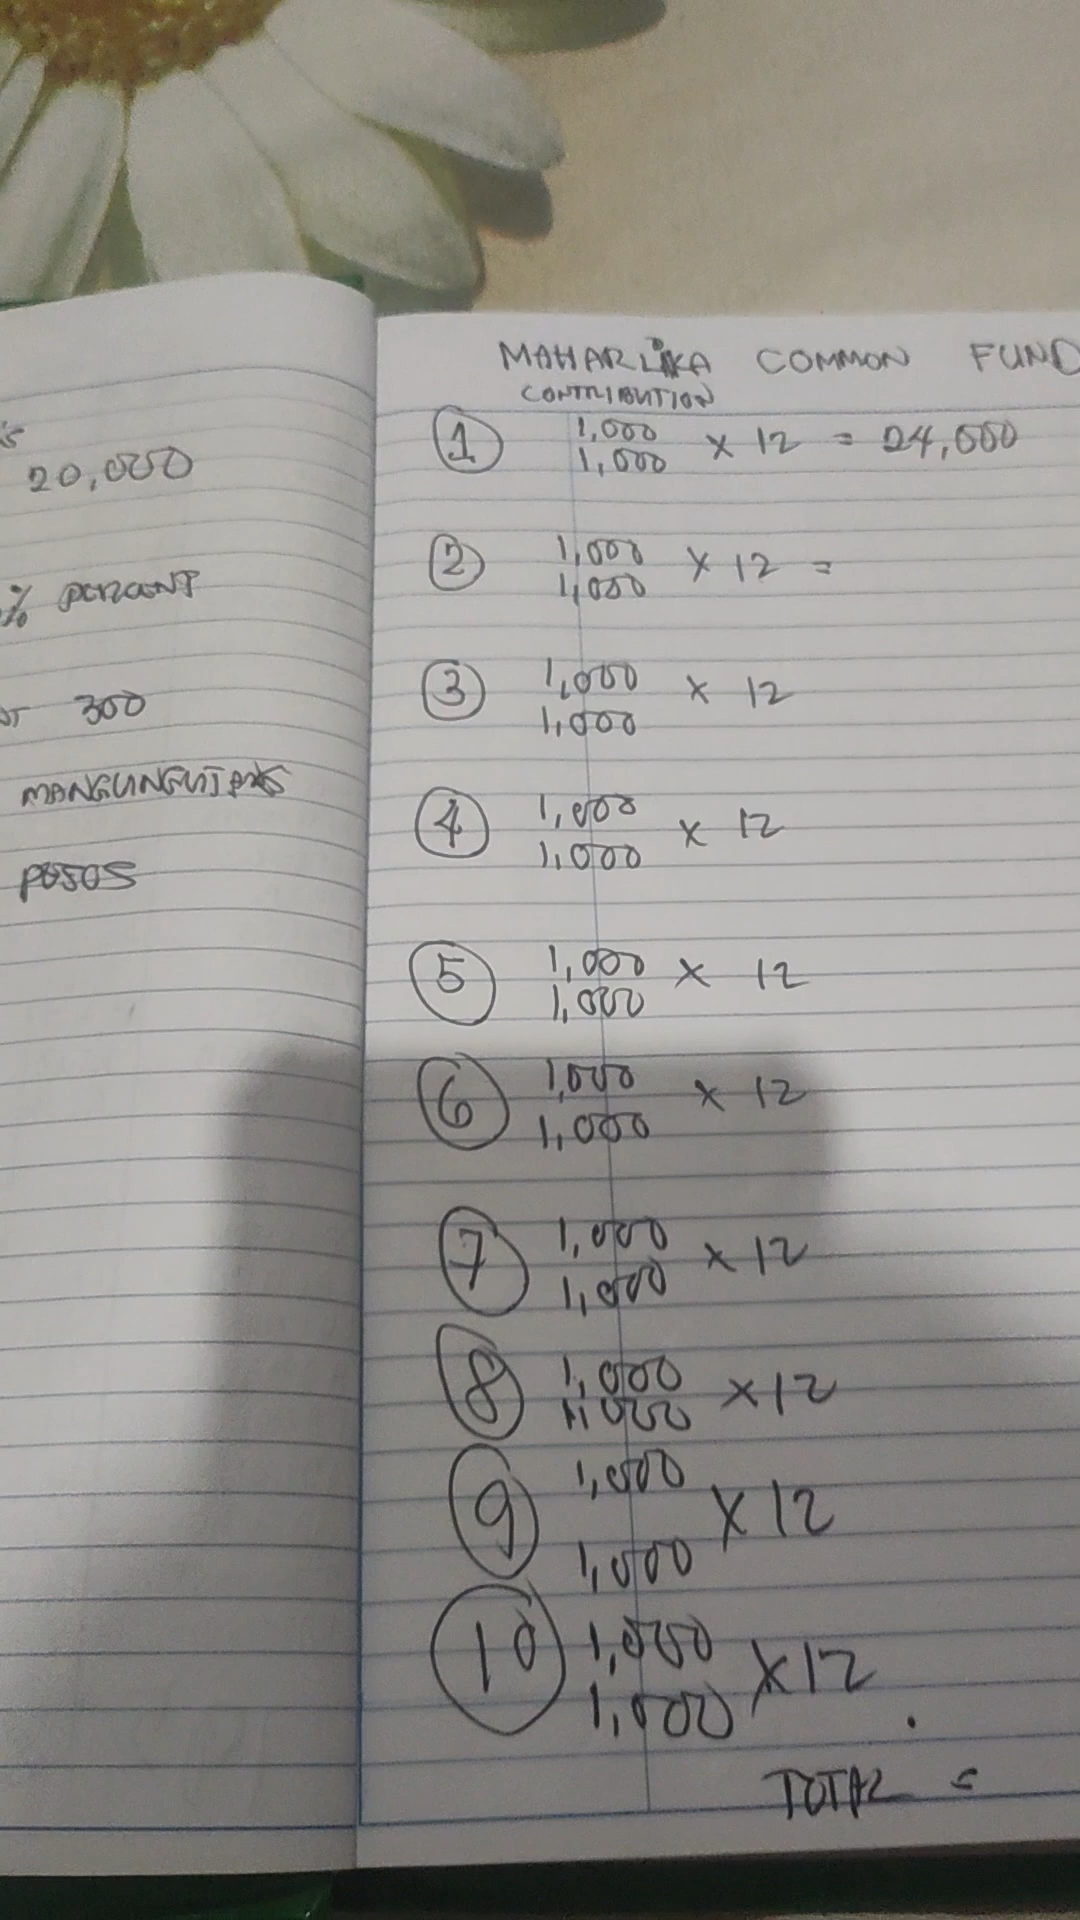 20,000
% PERCENT
300
PESOS
MAHARLIKA COMMON FUND
CONTRIBUTION
1 1,000
1,000 x 12 = 24,000
2 1,000
1,000 x 12 =
3 1,000
1,000 x 12
4 1,000
1,000 x 12
5 1,000
1,000 x 12
6 1,000
1,000 x 12
7 1,000
1,000 x 12
8 1,000
1,000 x 12
9 1,000
1,000 x 12
10 1,000
1,000 x 12
TOTAL =